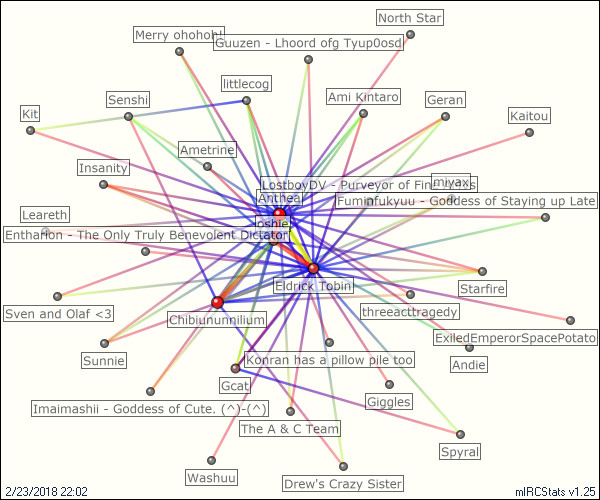 North Star
Merry ohohoh!
Guuzen - Lhoord ofg Tyup0osd
littlecog
Ami Kintaro
Geran
Senshi
Kit
Kaitou
Ametrine
Insanity
LostboyDV - Purveyor of Fine
miyax
Anthea
Fuminfukyuu - Goddess of Staying up Late
Leareth
Joshie
Entharion - The Only Truly Benevolent Dictator
Starfire
Eldrick Tobin
Sven and Olaf <3
threeacttragedy
Chibiununnilium
ExiledEmperorSpacePotato
Sunnie
Konran has a pillow pile too
Andie
Gcat
Giggles
Imaimashii - Goddess of Cute. (^)-(^)
The A & C Team
Spyral
Washuu
Drew's Crazy Sister
2/23/2018 22:02
mIRCStats v1.25